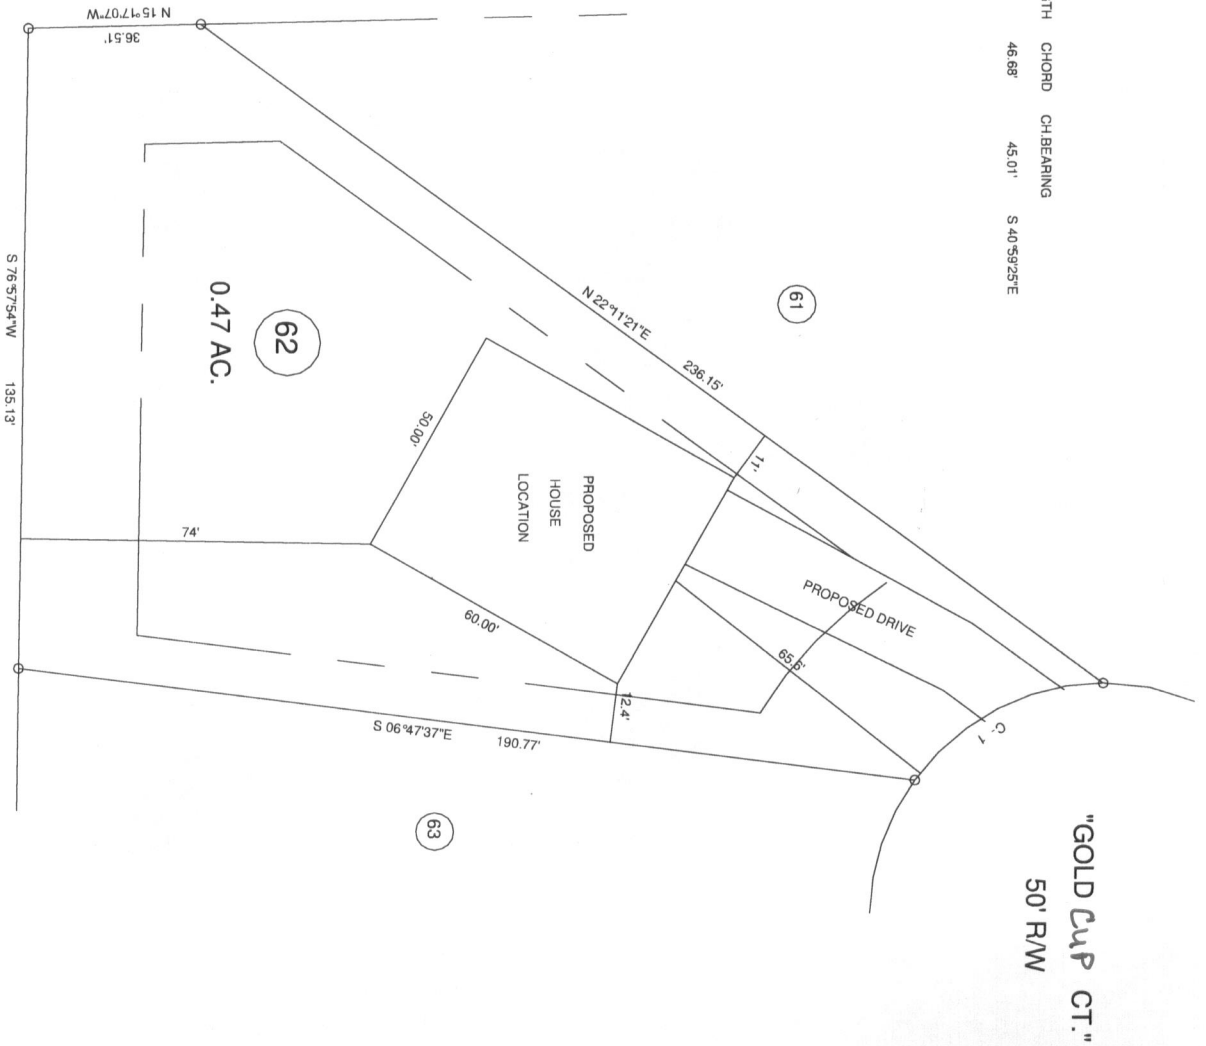 TH CHORD CH.BEARING
46.68' 45.01' S 40°59'25"E
N 15°17'07"W
36.51'
61
N 22°11'21"E 236.15'
62
0.47 AC.
S 76°57'54"W 135.13'
50.00'
PROPOSED
HOUSE
LOCATION
11'
74'
60.00'
PROPOSED DRIVE
65.6'
12.4'
S 06°47'37"E 190.77'
C- 1
63
"GOLD CUP CT."
50' R/W